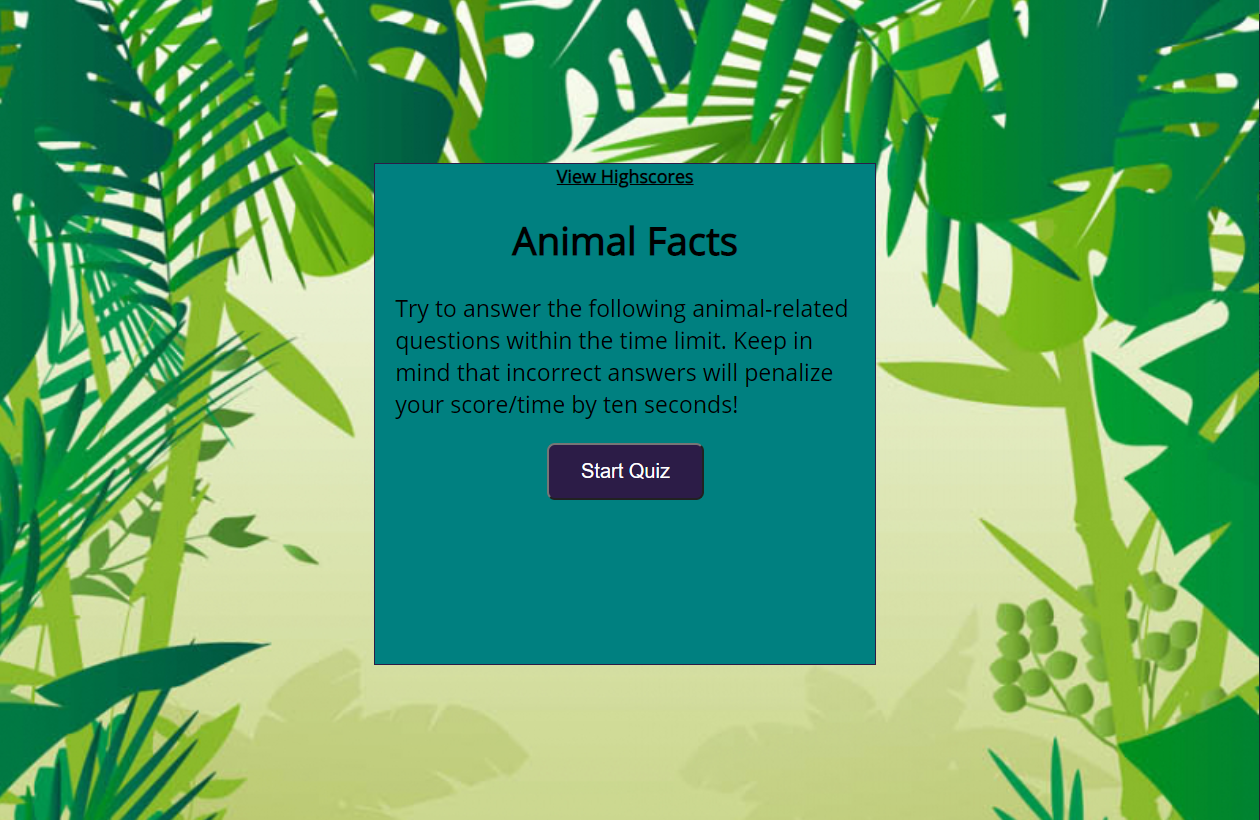 View Highscores
Animal Facts
Try to answer the following animal-related
questions within the time limit. Keep in
mind that incorrect answers will penalize
your score/time by ten seconds!
Start Quiz